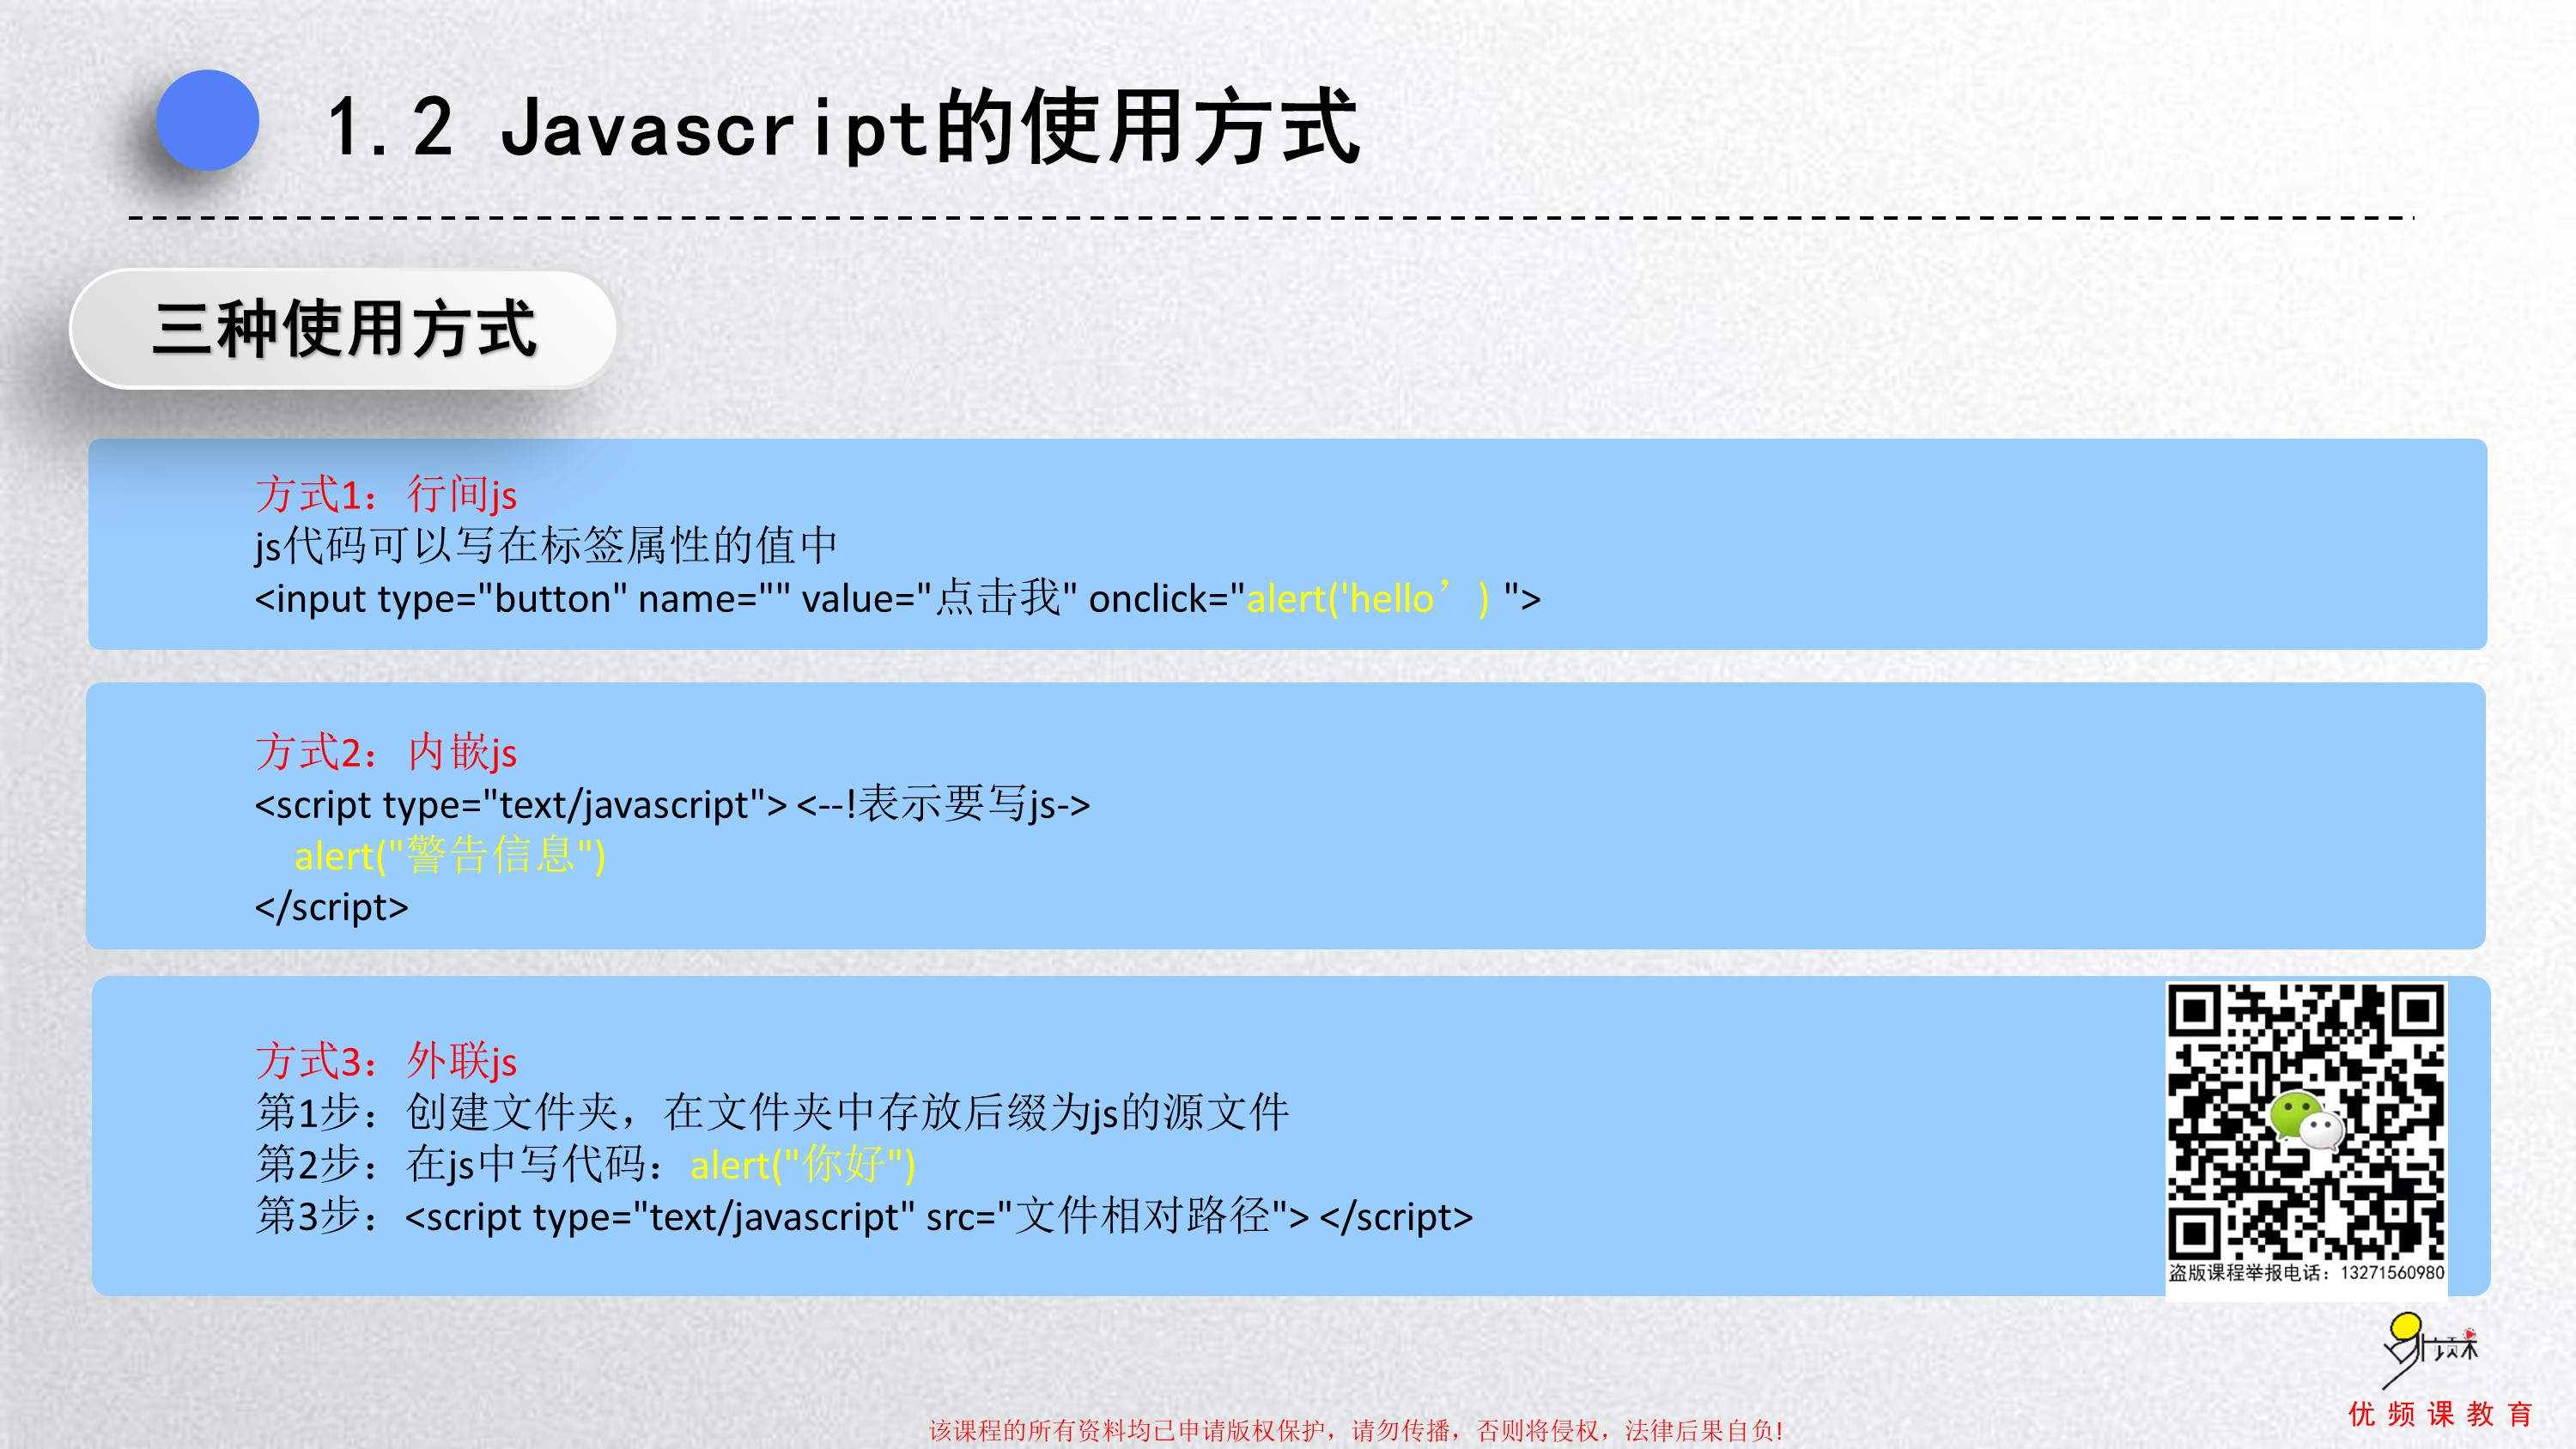 1.2 Javascript的使用方式
三种使用方式
方式1：行间js
js代码可以写在标签属性的值中
<input type="button" name="" value="点击我" onclick="alert('hello’) ">
方式2：内嵌js
<script type="text/javascript"> <--!表示要写js->
alert("警告信息")
</script>
方式3：外联js
第1步：创建文件夹，在文件夹中存放后缀为js的源文件
第2步：在js中写代码：alert("你好")
第3步：<script type="text/javascript" src="文件相对路径"> </script>
盗版课程举报电话：13271560980
优频课教育
该课程的所有资料均已申请版权保护，请勿传播，否则将侵权，法律后果自负!